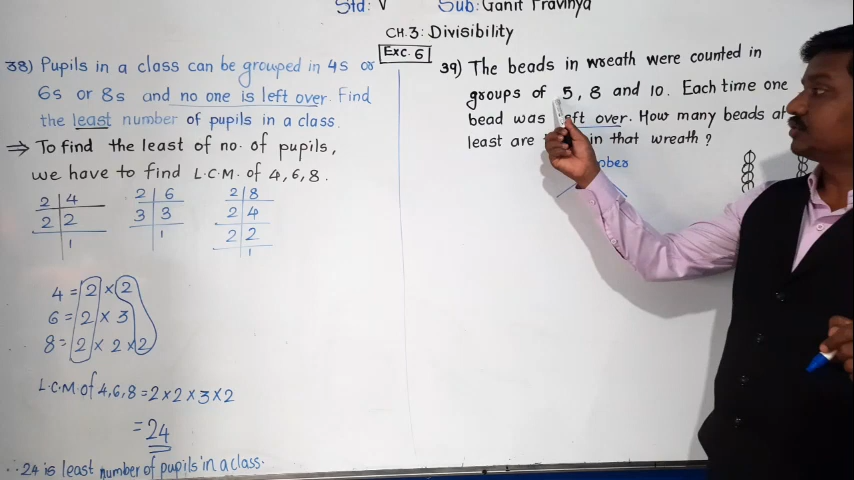 Std: V Sub: Ganit Pravinya
CH.3: Divisibility
Exc. 6
38) Pupils in a class can be grouped in 4s or
6s or 8s and no one is left over. Find
the least number of pupils in a class.
⇒ To find the least of no. of pupils,
we have to find L.C.M. of 4,6,8.
2 | 4
2 | 2
1
2 | 6
3 | 3
1
2 | 8
2 | 4
2 | 2
1
4 = 2 × 2
6 = 2 × 3
8 = 2 × 2 × 2
L.C.M. of 4,6,8 = 2 × 2 × 3 × 2
= 24
∴ 24 is least number of pupils in a class.
39) The beads in wreath were counted in
groups of 5, 8 and 10. Each time one
bead was left over. How many beads at
least are in that wreath ?